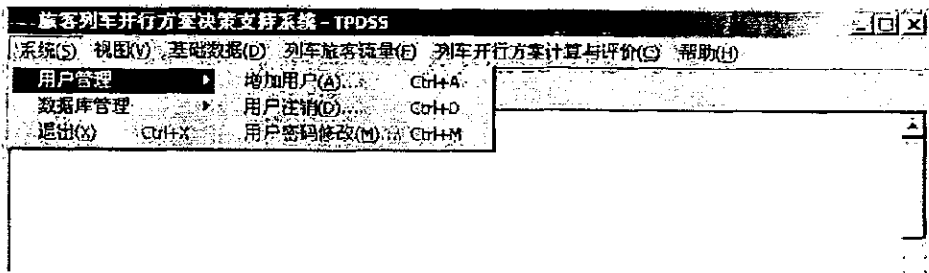 旅客列车开行方案决策支持系统 - TPDSS
系统(S) 视图(V) 基础数据(D) 列车旅客流量(F) 列车开行方案计算与评价(C) 帮助(H)
用户管理 增加用户(A)... Ctrl+A
数据库管理 用户注销(D)... Ctrl+D
退出(X) Ctrl+X 用户密码修改(M)... Ctrl+M